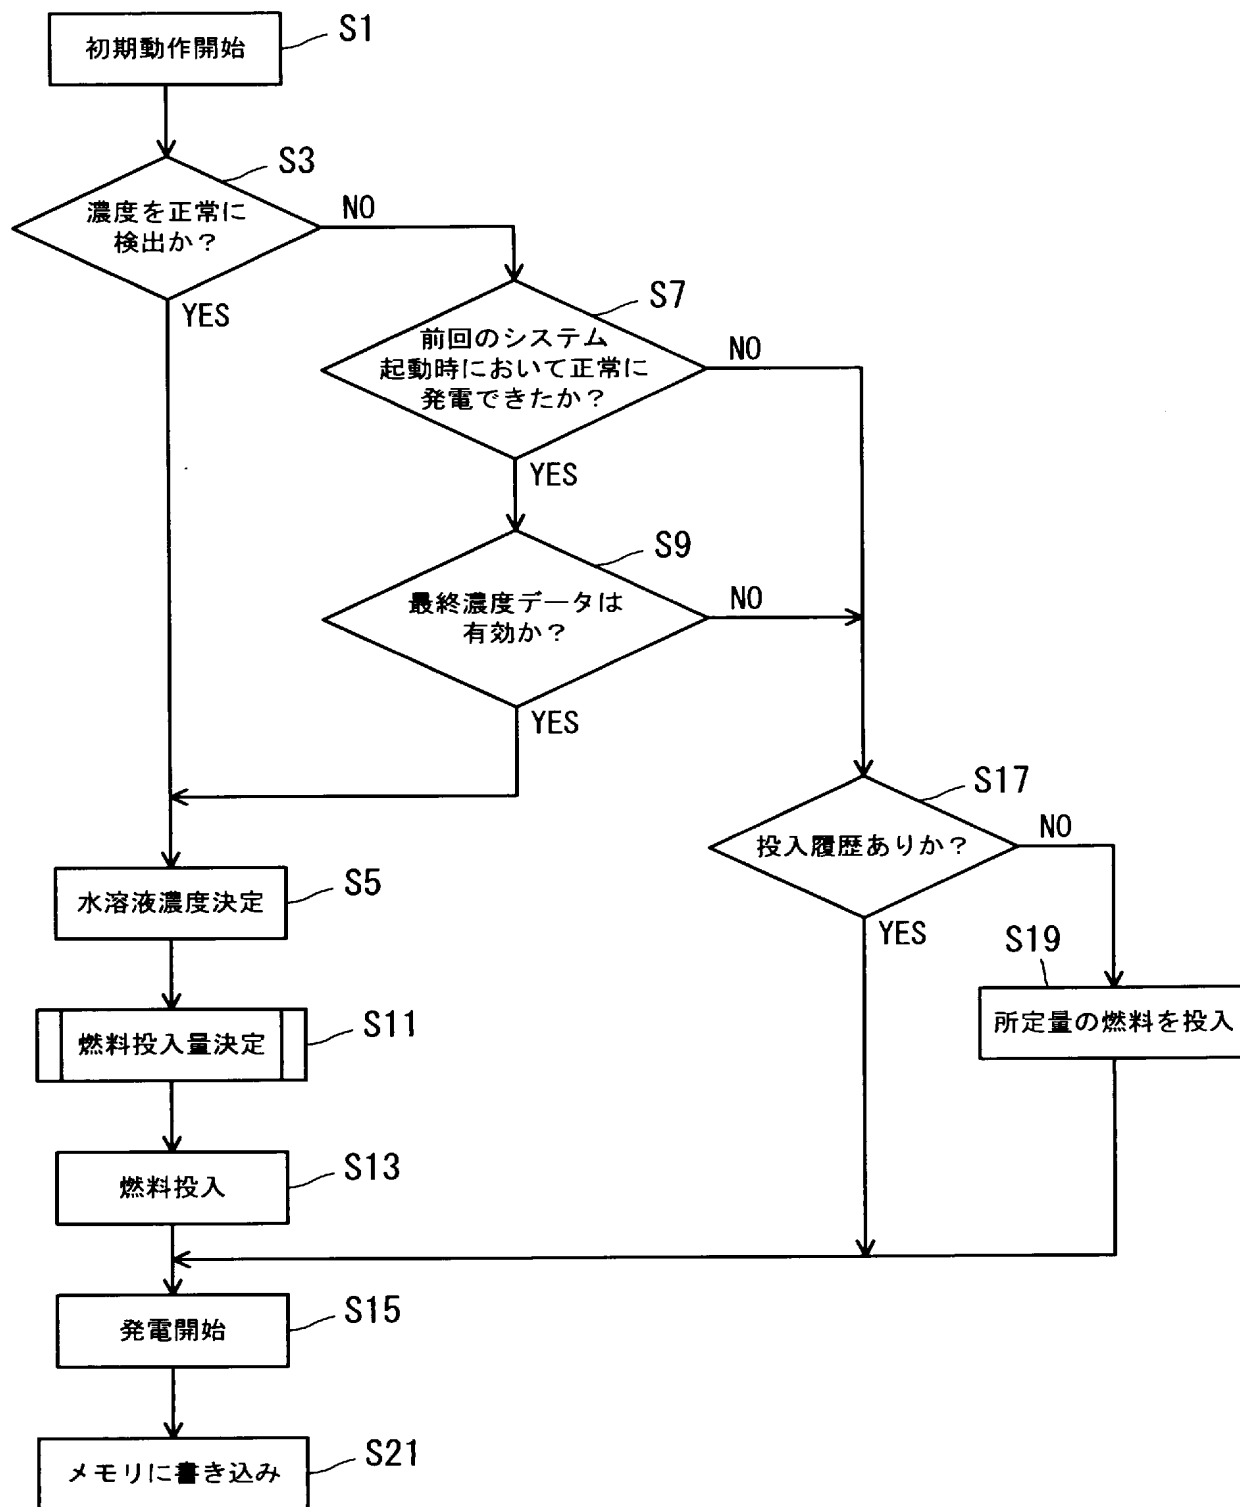 初期動作開始
S1
濃度を正常に
検出か？
S3
NO
YES
前回のシステム
起動時において正常に
発電できたか？
S7
NO
YES
最終濃度データは
有効か？
S9
NO
YES
投入履歴ありか？
S17
NO
YES
水溶液濃度決定
S5
S19
所定量の燃料を投入
燃料投入量決定
S11
燃料投入
S13
発電開始
S15
メモリに書き込み
S21